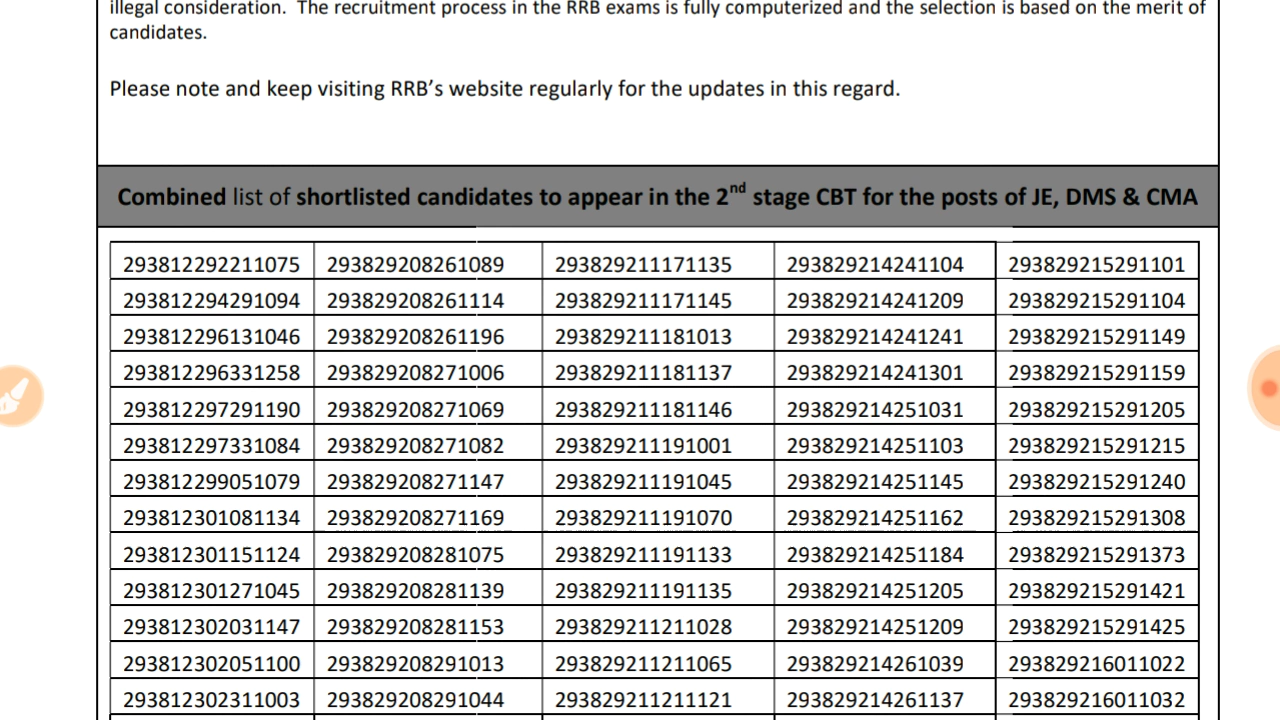 illegal consideration. The recruitment process in the RRB exams is fully computerized and the selection is based on the merit of
candidates.
Please note and keep visiting RRB's website regularly for the updates in this regard.
Combined list of shortlisted candidates to appear in the 2nd stage CBT for the posts of JE, DMS & CMA
293812292211075 293829208261089 293829211171135 293829214241104 293829215291101
293812294291094 293829208261114 293829211171145 293829214241209 293829215291104
293812296131046 293829208261196 293829211181013 293829214241241 293829215291149
293812296331258 293829208271006 293829211181137 293829214241301 293829215291159
293812297291190 293829208271069 293829211181146 293829214251031 293829215291205
293812297331084 293829208271082 293829211191001 293829214251103 293829215291215
293812299051079 293829208271147 293829211191045 293829214251145 293829215291240
293812301081134 293829208271169 293829211191070 293829214251162 293829215291308
293812301151124 293829208281075 293829211191133 293829214251184 293829215291373
293812301271045 293829208281139 293829211191135 293829214251205 293829215291421
293812302031147 293829208281153 293829211211028 293829214251209 293829215291425
293812302051100 293829208291013 293829211211065 293829214261039 293829216011022
293812302311003 293829208291044 293829211211121 293829214261137 293829216011032